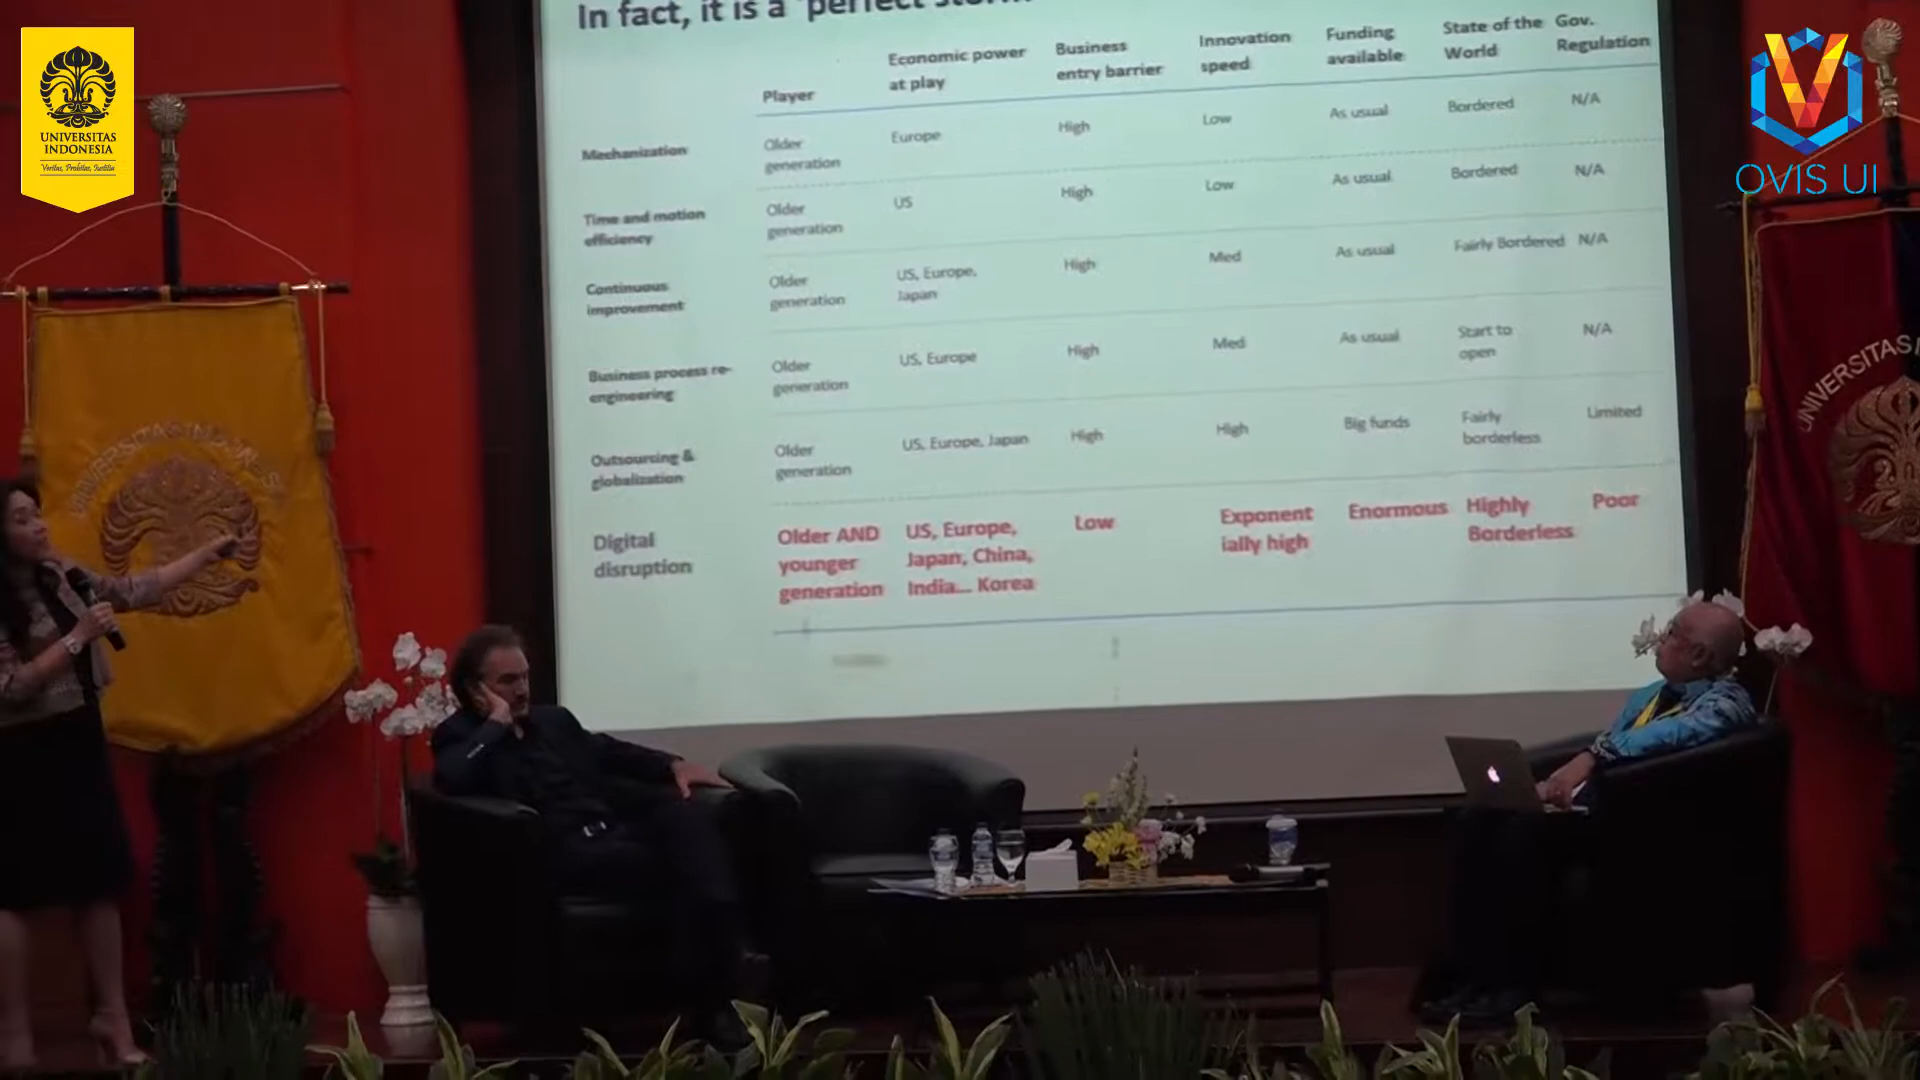 In fact, it is a 'perfect storm
Player
Economic power
at play
Business
entry barrier
Innovation
speed
Funding
available
State of the
World
Gov.
Regulation
Mechanization
Older
generation
Europe
High
Low
As usual
Bordered
N/A
Time and motion
efficiency
Older
generation
US
High
Low
As usual
Bordered
N/A
Continuous
improvement
Older
generation
US, Europe,
Japan
High
Med
As usual
Fairly Bordered
N/A
Business process re-
engineering
Older
generation
US, Europe
High
Med
As usual
Start to
open
N/A
Outsourcing &
globalization
Older
generation
US, Europe, Japan
High
High
Big funds
Fairly
borderless
Limited
Digital
disruption
Older AND
younger
generation
US, Europe,
Japan, China,
India... Korea
Low
Exponent
ially high
Enormous
Highly
Borderless
Poor
UNIVERSITAS
INDONESIA
Veritas, Probitas, Justitia
OVIS UI
UNIVERSITAS INDONESIA
UNIVERSITAS